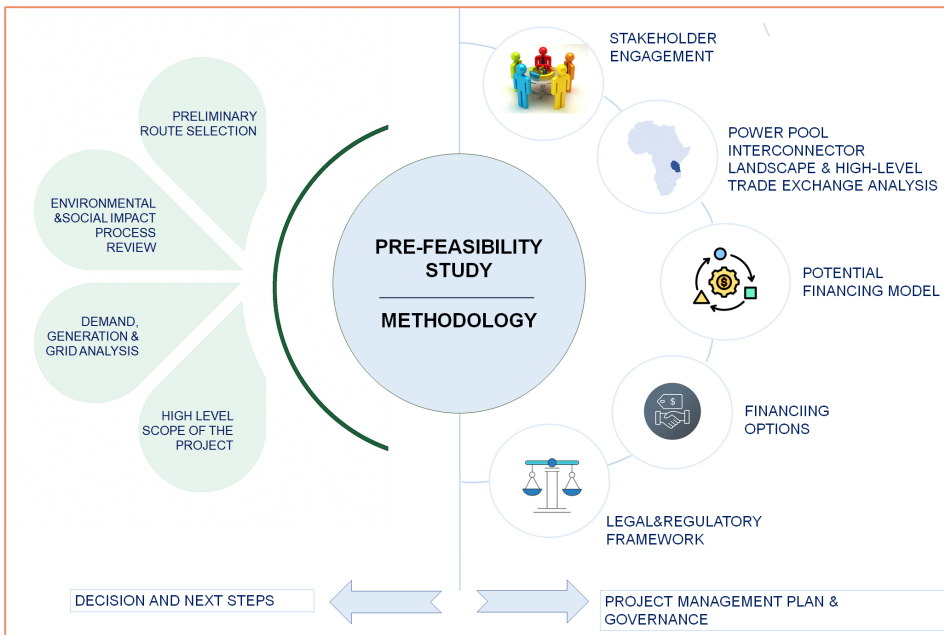 PRELIMINARY
ROUTE SELECTION
ENVIRONMENTAL
&SOCIAL IMPACT
PROCESS
REVIEW
DEMAND,
GENERATION &
GRID ANALYSIS
HIGH LEVEL
SCOPE OF THE
PROJECT
PRE-FEASIBILITY
STUDY
METHODOLOGY
STAKEHOLDER
ENGAGEMENT
POWER POOL
INTERCONNECTOR
LANDSCAPE & HIGH-LEVEL
TRADE EXCHANGE ANALYSIS
$
POTENTIAL
FINANCING MODEL
$
FINANCIING
OPTIONS
LEGAL&REGULATORY
FRAMEWORK
DECISION AND NEXT STEPS
PROJECT MANAGEMENT PLAN &
GOVERNANCE